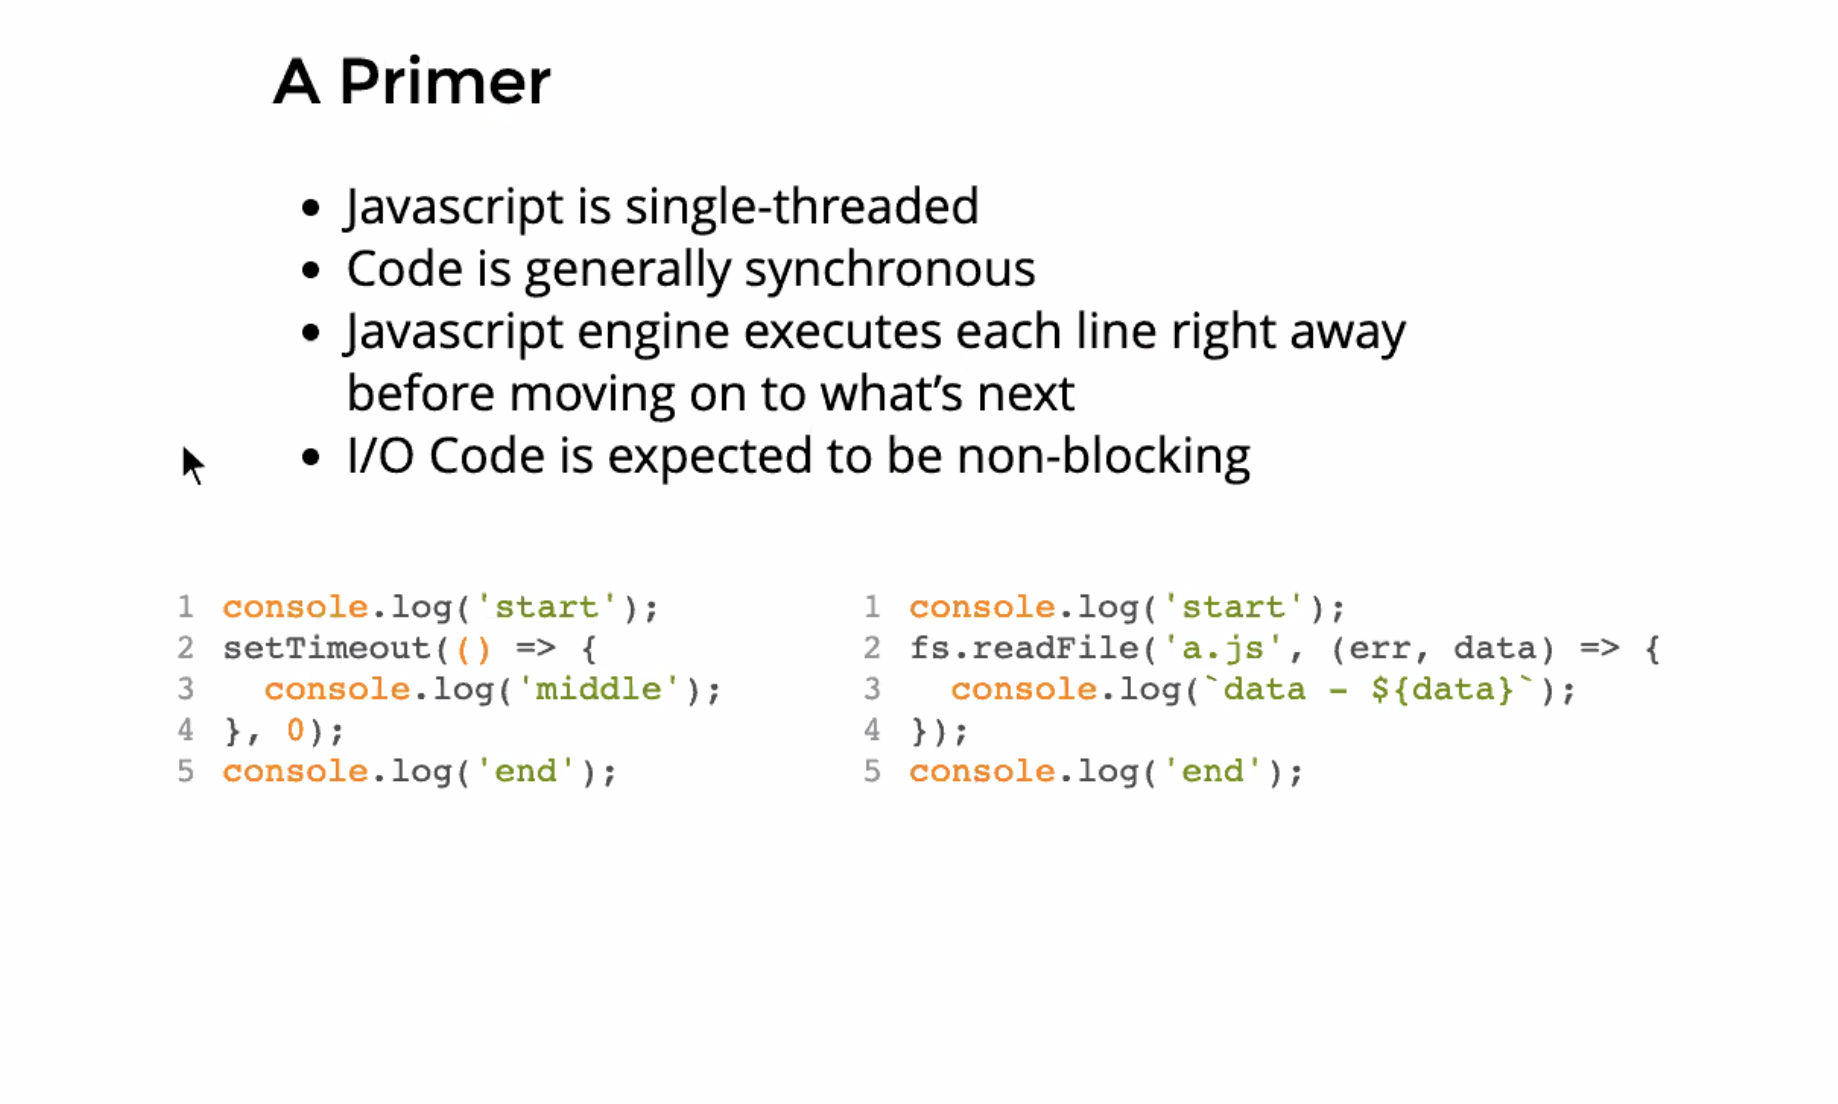 A Primer
• Javascript is single-threaded
• Code is generally synchronous
• Javascript engine executes each line right away
before moving on to what’s next
• I/O Code is expected to be non-blocking
1 console.log('start');
2 setTimeout(() => {
3   console.log('middle');
4 }, 0);
5 console.log('end');
1 console.log('start');
2 fs.readFile('a.js', (err, data) => {
3   console.log(`data - ${data}`);
4 });
5 console.log('end');